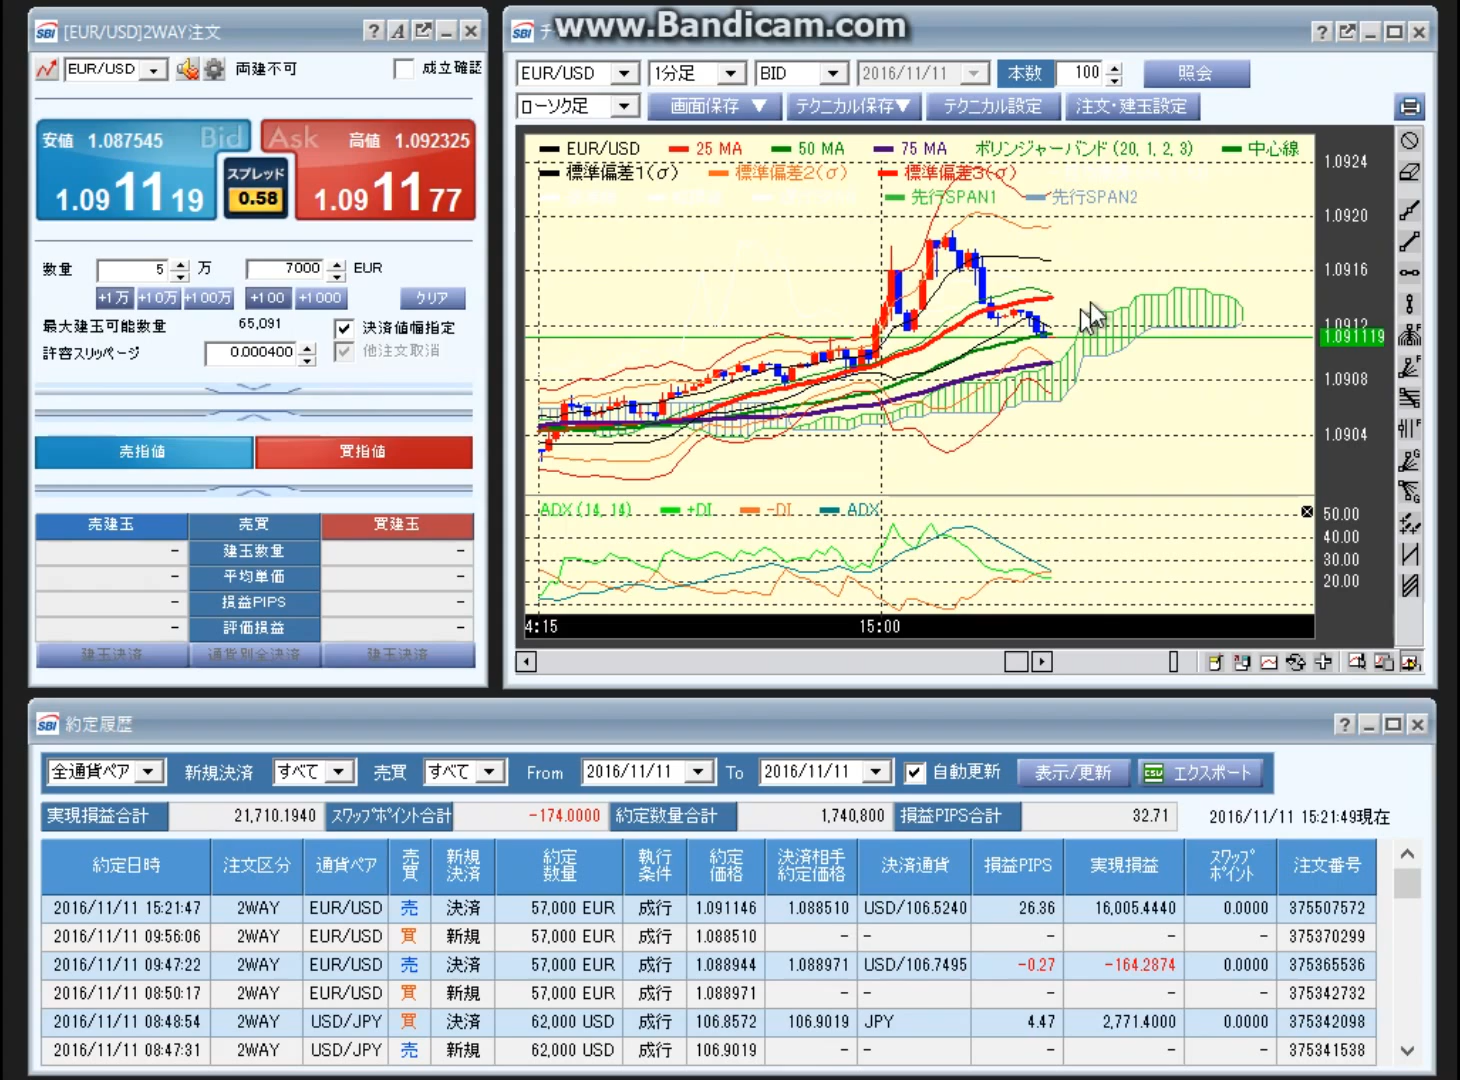 www.Bandicam.com
SBI [EUR/USD]2WAY注文
? A
EUR/USD 両建不可 成立確認
安値 1.087545 Bid
Ask 高値 1.092325
1.09 11 19
スプレッド
0.58
1.09 11 77
数量 5 万 7000 EUR
+1万 +10万 +100万 +100 +1000 クリア
最大建玉可能数量 65,091 決済値幅指定
許容スリッページ 0.000400 他注文取消
売指値 買指値
売建玉 売買 買建玉
- 建玉数量 -
- 平均単価 -
- 損益PIPS -
- 評価損益 -
建玉決済 通貨別全決済 建玉決済
SBI チ
?
EUR/USD 1分足 BID 2016/11/11 本数 100 照会
ローソク足 画面保存 ▼ テクニカル保存▼ テクニカル設定 注文・建玉設定
EUR/USD 25 MA 50 MA 75 MA ボリンジャーバンド(20, 1, 2, 3) 中心線
標準偏差1(σ) 標準偏差2(σ) 標準偏差3(σ)
先行SPAN1 先行SPAN2
1.0924
1.0920
1.0916
1.0912
1.091119
1.0908
1.0904
ADX(14, 14) +DI -DI ADX
50.00
40.00
30.00
20.00
4:15 15:00
SBI 約定履歴
?
全通貨ペア 新規決済 すべて 売買 すべて From 2016/11/11 To 2016/11/11 自動更新 表示/更新 CSV エクスポート
実現損益合計 21,710.1940 スワップポイント合計 -174.0000 約定数量合計 1,740,800 損益PIPS合計 32.71 2016/11/11 15:21:49現在
約定日時 注文区分 通貨ペア 売買 新規決済 約定数量 執行条件 約定価格 決済相手約定価格 決済通貨 損益PIPS 実現損益 スワップポイント 注文番号
2016/11/11 15:21:47 2WAY EUR/USD 売 決済 57,000 EUR 成行 1.091146 1.088510 USD/106.5240 26.36 16,005.4440 0.0000 375507572
2016/11/11 09:56:06 2WAY EUR/USD 買 新規 57,000 EUR 成行 1.088510 - - - - - 375370299
2016/11/11 09:47:22 2WAY EUR/USD 売 決済 57,000 EUR 成行 1.088944 1.088971 USD/106.7495 -0.27 -164.2874 0.0000 375365536
2016/11/11 08:50:17 2WAY EUR/USD 買 新規 57,000 EUR 成行 1.088971 - - - - - 375342732
2016/11/11 08:48:54 2WAY USD/JPY 買 決済 62,000 USD 成行 106.8572 106.9019 JPY 4.47 2,771.4000 0.0000 375342098
2016/11/11 08:47:31 2WAY USD/JPY 売 新規 62,000 USD 成行 106.9019 - - - - - 375341538